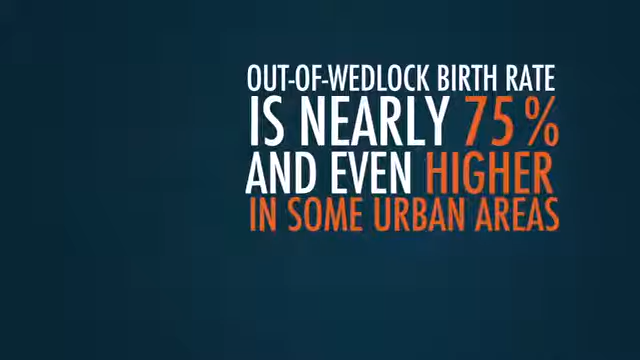 OUT-OF-WEDLOCK BIRTH RATE
IS NEARLY 75%
AND EVEN HIGHER
IN SOME URBAN AREAS